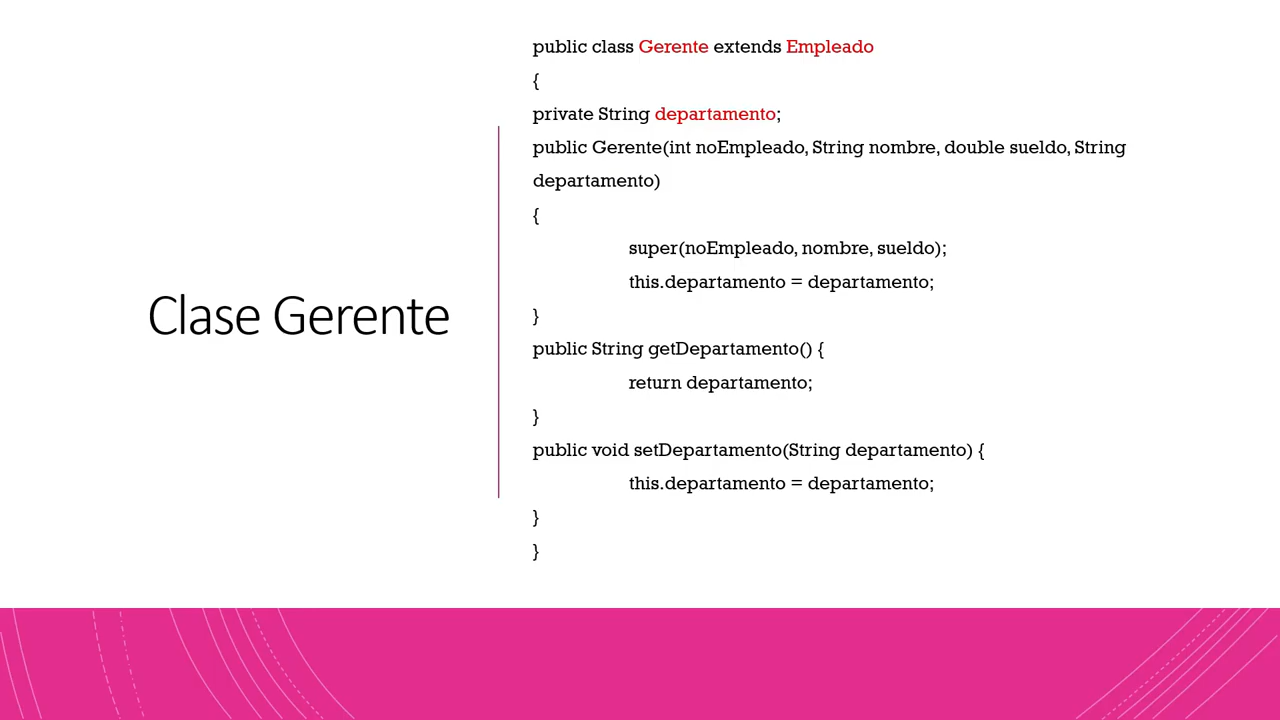 Clase Gerente
public class Gerente extends Empleado
{
private String departamento;
public Gerente(int noEmpleado, String nombre, double sueldo, String
departamento)
{
super(noEmpleado, nombre, sueldo);
this.departamento = departamento;
}
public String getDepartamento() {
return departamento;
}
public void setDepartamento(String departamento) {
this.departamento = departamento;
}
}